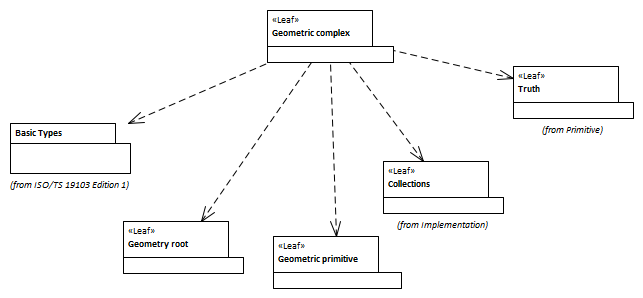 «Leaf»
Geometric complex
«Leaf»
Truth
(from Primitive)
Basic Types
(from ISO/TS 19103 Edition 1)
«Leaf»
Collections
(from Implementation)
«Leaf»
Geometry root
«Leaf»
Geometric primitive